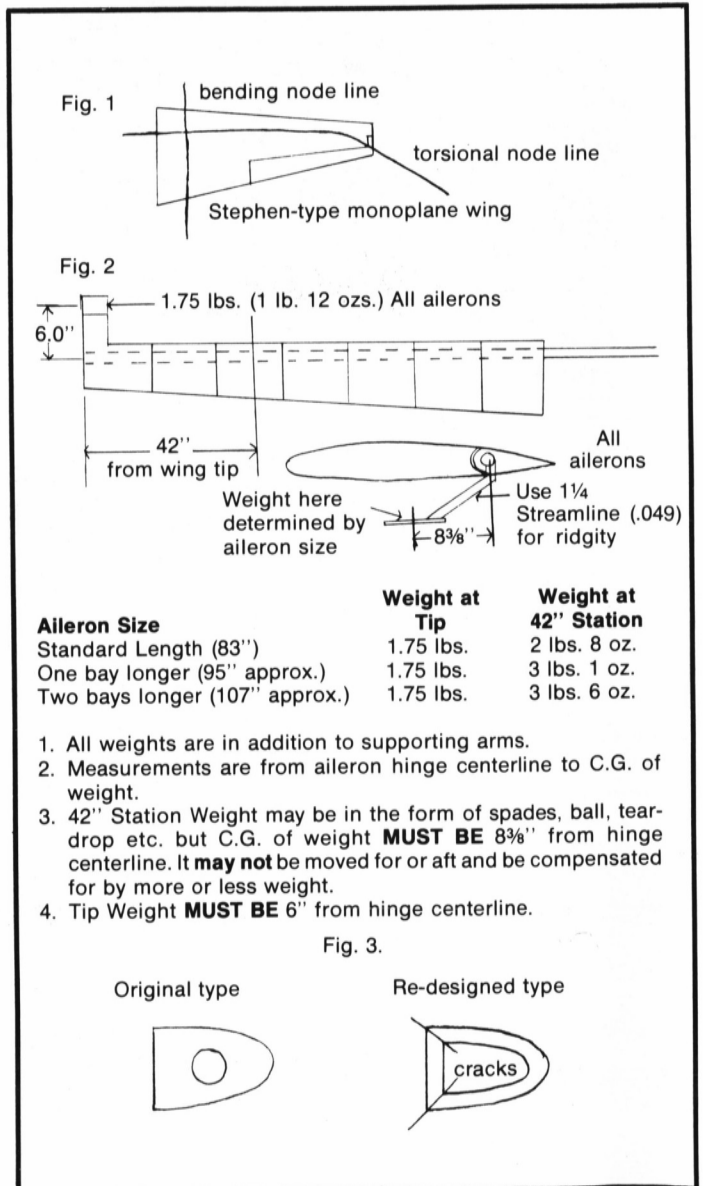 Fig. 1
bending node line
torsional node line
Stephen-type monoplane wing
Fig. 2
1.75 lbs. (1 lb. 12 ozs.) All ailerons
6.0"
42"
from wing tip
All
ailerons
Weight here
determined by
aileron size
8⅜"
Use 1¼
Streamline (.049)
for ridgity
Aileron Size Weight at Tip Weight at 42" Station
Standard Length (83") 1.75 lbs. 2 lbs. 8 oz.
One bay longer (95" approx.) 1.75 lbs. 3 lbs. 1 oz.
Two bays longer (107" approx.) 1.75 lbs. 3 lbs. 6 oz.
1. All weights are in addition to supporting arms.
2. Measurements are from aileron hinge centerline to C.G. of
weight.
3. 42" Station Weight may be in the form of spades, ball, tear-
drop etc. but C.G. of weight MUST BE 8⅜" from hinge
centerline. It may not be moved for or aft and be compensated
for by more or less weight.
4. Tip Weight MUST BE 6" from hinge centerline.
Fig. 3.
Original type
Re-designed type
cracks